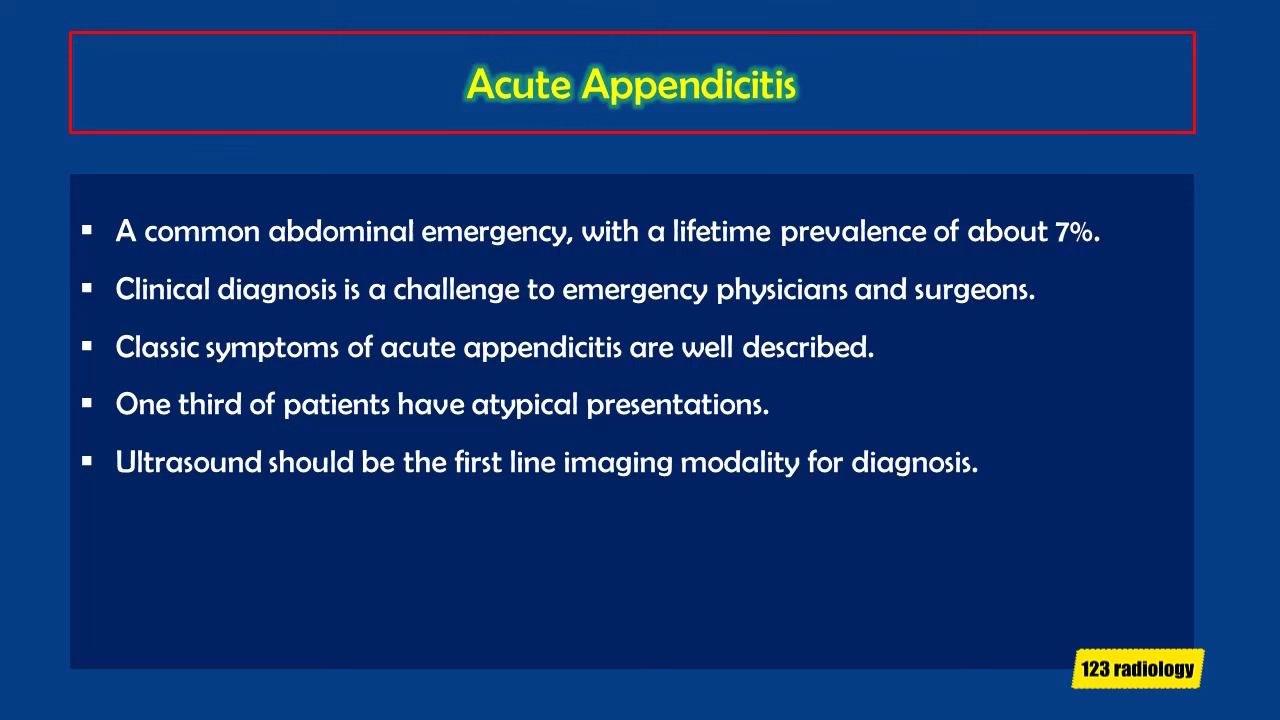 Acute Appendicitis
▪ A common abdominal emergency, with a lifetime prevalence of about 7%.
▪ Clinical diagnosis is a challenge to emergency physicians and surgeons.
▪ Classic symptoms of acute appendicitis are well described.
▪ One third of patients have atypical presentations.
▪ Ultrasound should be the first line imaging modality for diagnosis.
123 radiology